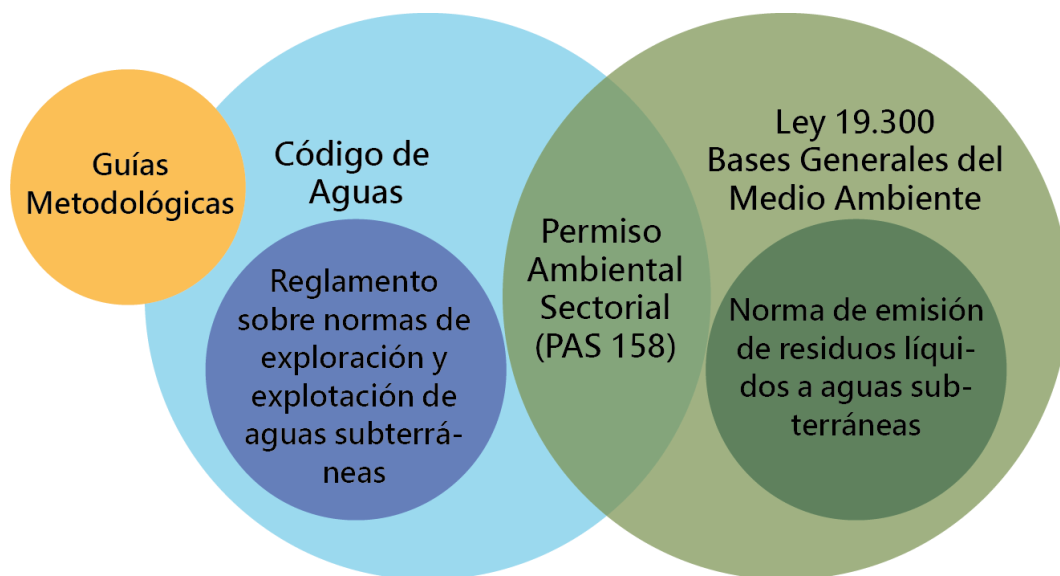 Guías
Metodológicas
Código de
Aguas
Reglamento
sobre normas de
exploración y
explotación de
aguas subterrá-
neas
Permiso
Ambiental
Sectorial
(PAS 158)
Ley 19.300
Bases Generales del
Medio Ambiente
Norma de emisión
de residuos líqui-
dos a aguas sub-
terráneas